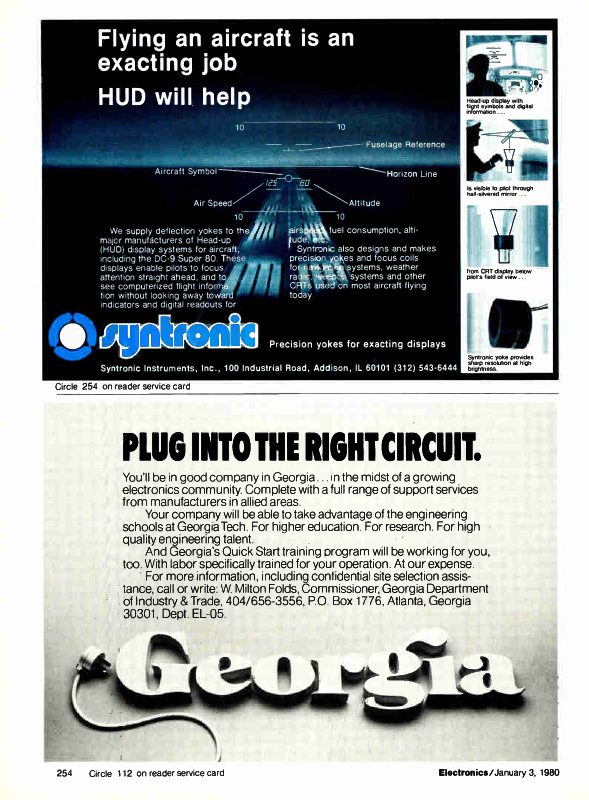 Flying an aircraft is an
exacting job
HUD will help
10 10
Fuselage Reference
Aircraft Symbol
Horizon Line
125 60
Air Speed
Altitude
10 10
We supply deflection yokes to the
major manufacturers of Head-up
(HUD) display systems for aircraft,
including the DC-9 Super 80. These
displays enable pilots to focus
attention straight ahead, and to
see computerized flight informa
tion without looking away toward
indicators and digital readouts for
airspeed, fuel consumption, alti-
tude, etc.
Syntronic also designs and makes
precision yokes and focus coils
for navigation systems, weather
radar, systems and other
CRTs used on most aircraft flying
today
Head-up display with
flight symbols and digital
information . . .
is visible to pilot through
half-silvered mirror . . .
from CRT display below
pilot's field of view . . .
Syntronic yoke provides
sharp resolution at high
brightness.
syntronic
Precision yokes for exacting displays
Syntronic Instruments, Inc., 100 Industrial Road, Addison, IL 60101 (312) 543-6444
Circle 254 on reader service card
PLUG INTO THE RIGHT CIRCUIT.
You'll be in good company in Georgia . . . in the midst of a growing
electronics community. Complete with a full range of support services
from manufacturers in allied areas.
Your company will be able to take advantage of the engineering
schools at Georgia Tech. For higher education. For research. For high
quality engineering talent.
And Georgia's Quick Start training program will be working for you,
too. With labor specifically trained for your operation. At our expense.
For more information, including confidential site selection assis-
tance, call or write: W. Milton Folds, Commissioner, Georgia Department
of Industry & Trade, 404/656-3556, P.O. Box 1776, Atlanta, Georgia
30301, Dept. EL-05.
Georgia
254 Circle 112 on reader service card
Electronics/January 3, 1980